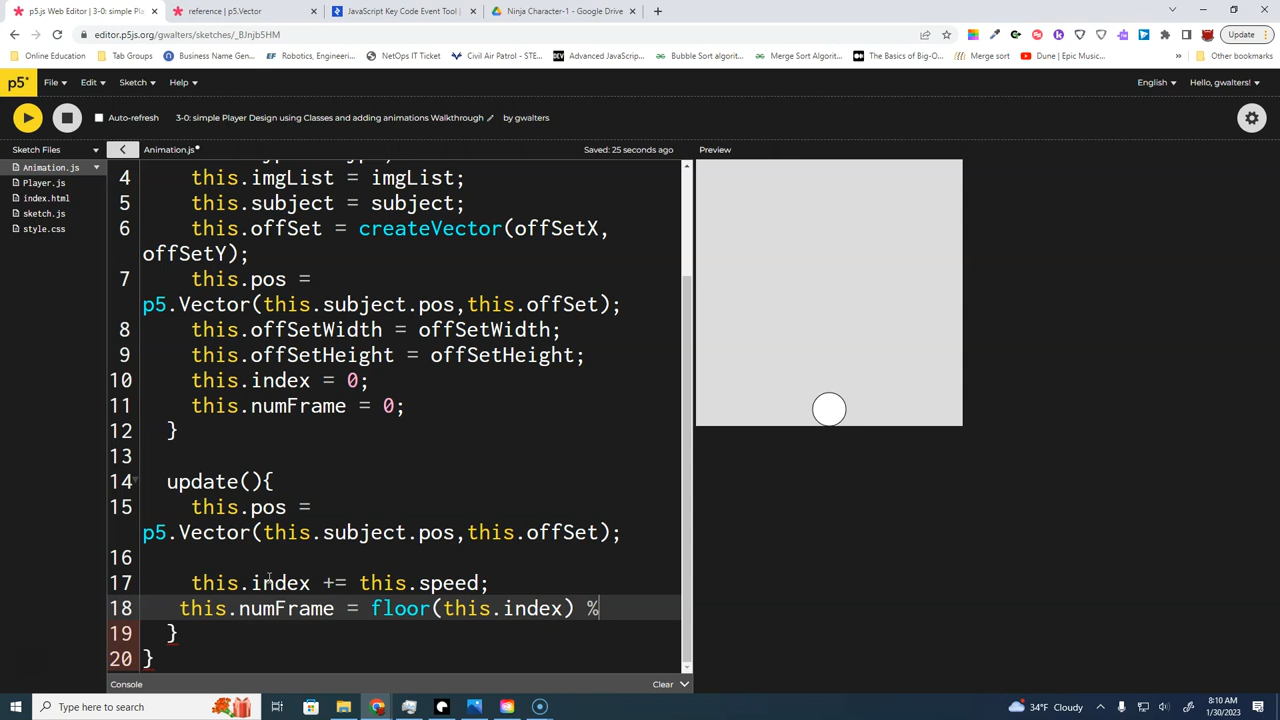 p5.js Web Editor | 3-0: simple Pla
reference | p5.Vector
JavaScript Key Code Event Tool |
Ninja Character-1 - Google Drive
editor.p5js.org/gwalters/sketches/_BJnjb5HM
Update
Online Education
Tab Groups
Business Name Gen...
NetOps IT Ticket
Civil Air Patrol - STE...
Advanced JavaScrip...
Bubble Sort algorit...
Merge Sort Algorit...
The Basics of Big-O...
Merge sort
Dune | Epic Music...
Other bookmarks
p5*
File
Edit
Sketch
Help
English
Hello, gwalters!
Auto-refresh
3-0: simple Player Design using Classes and adding animations Walkthrough
by gwalters
Sketch Files
Animation.js
Saved: 25 seconds ago
Preview
Animation.js
Player.js
index.html
sketch.js
style.css
4 this.imgList = imgList;
5 this.subject = subject;
6 this.offSet = createVector(offSetX,
offSetY);
7 this.pos =
p5.Vector(this.subject.pos,this.offSet);
8 this.offSetWidth = offSetWidth;
9 this.offSetHeight = offSetHeight;
10 this.index = 0;
11 this.numFrame = 0;
12 }
13
14 update(){
15 this.pos =
p5.Vector(this.subject.pos,this.offSet);
16
17 this.index += this.speed;
18 this.numFrame = floor(this.index) %
19 }
20 }
Console
Clear
Type here to search
34°F Cloudy
8:10 AM
1/30/2023